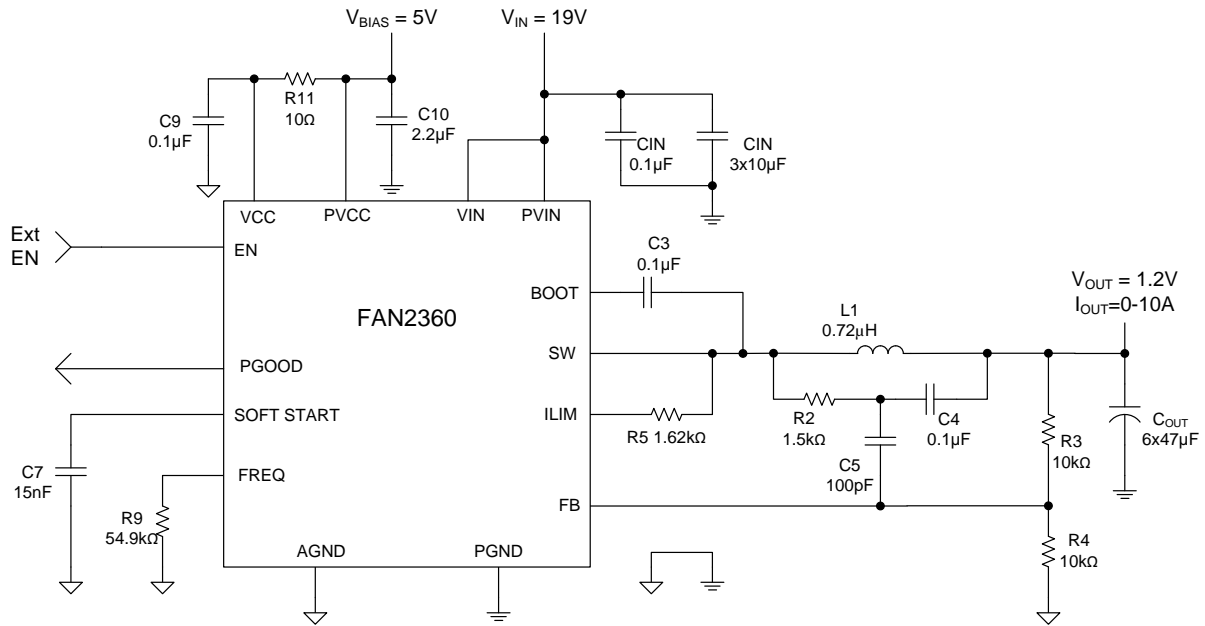 VBIAS = 5V
VIN = 19V
C9
0.1µF
R11
10Ω
C10
2.2µF
CIN
0.1µF
CIN
3x10µF
VCC
PVCC
VIN
PVIN
Ext
EN
EN
C3
0.1µF
BOOT
FAN2360
VOUT = 1.2V
IOUT=0-10A
L1
0.72µH
SW
PGOOD
SOFT START
ILIM
R5 1.62kΩ
R2
1.5kΩ
C4
0.1µF
COUT
6x47µF
R3
10kΩ
C5
100pF
C7
15nF
FREQ
R9
54.9kΩ
FB
AGND
PGND
R4
10kΩ